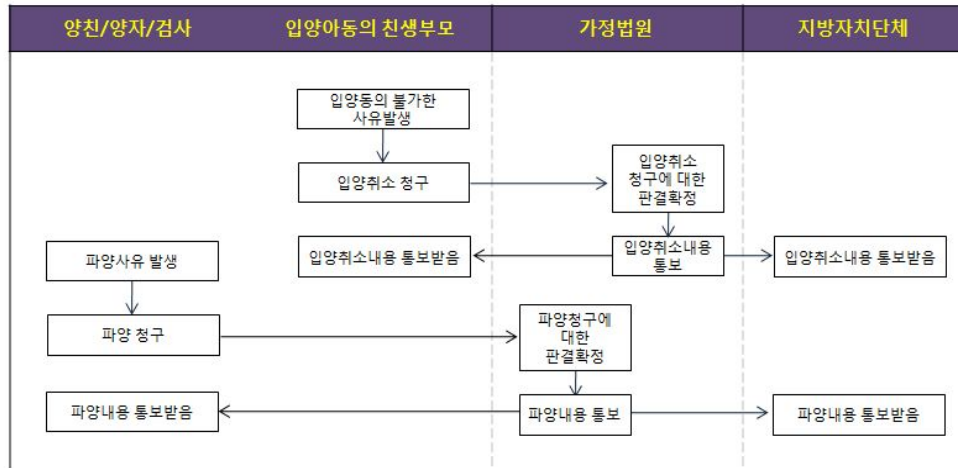 양친/양자/검사
입양아동의 친생부모
가정법원
지방자치단체
입양동의 불가한
사유발생
입양취소 청구
입양취소
청구에 대한
판결확정
입양취소내용 통보받음
입양취소내용
통보
입양취소내용 통보받음
파양사유 발생
파양 청구
파양청구에
대한
판결확정
파양내용 통보받음
파양내용 통보
파양내용 통보받음